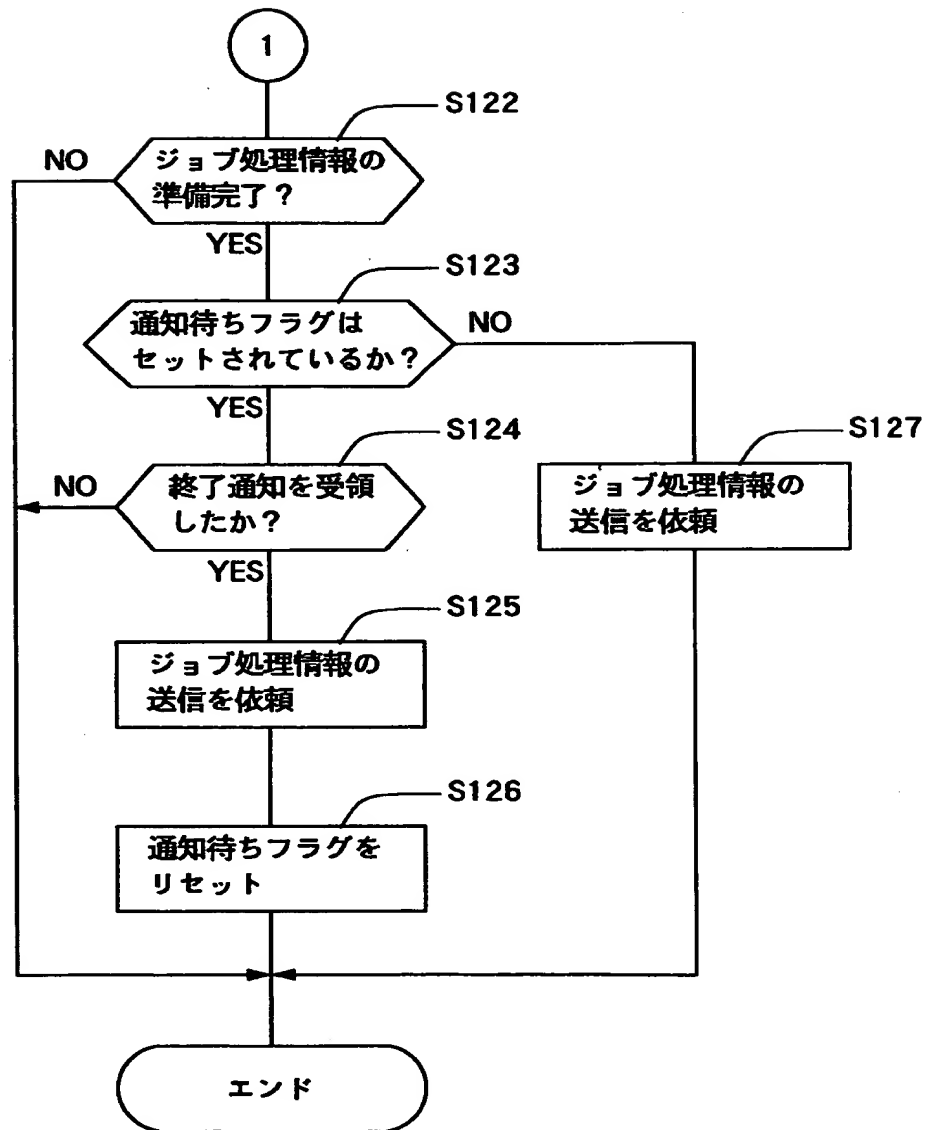 1
S122
NO
ジョブ処理情報の
準備完了?
YES
S123
通知待ちフラグは
セットされているか?
NO
YES
S124
S127
NO
終了通知を受領
したか?
ジョブ処理情報の
送信を依頼
YES
S125
ジョブ処理情報の
送信を依頼
S126
通知待ちフラグを
リセット
エンド